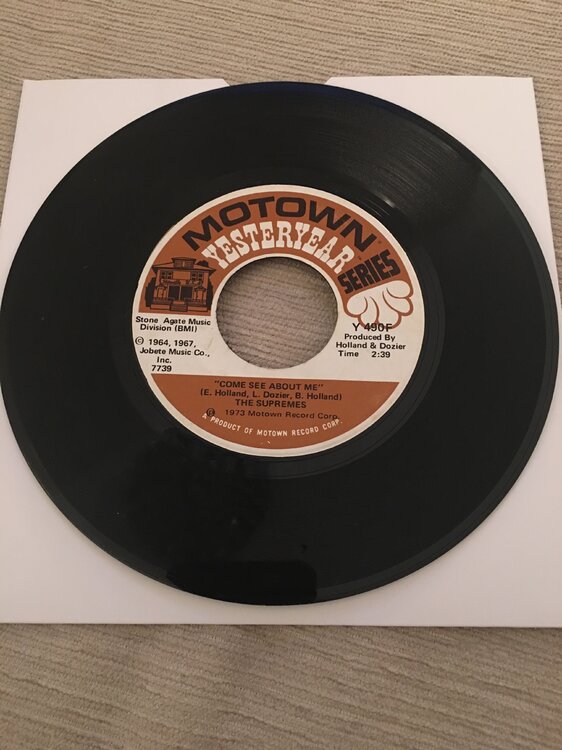 MOTOWN
YESTERYEAR
SERIES
Stone Agate Music
Division (BMI)
© 1964, 1967,
Jobete Music Co.,
Inc.
7739
Y 490F
Produced By
Holland & Dozier
Time 2:39
"COME SEE ABOUT ME"
(E. Holland, L. Dozier, B. Holland)
THE SUPREMES
℗ 1973 Motown Record Corp.
A PRODUCT OF MOTOWN RECORD CORP.